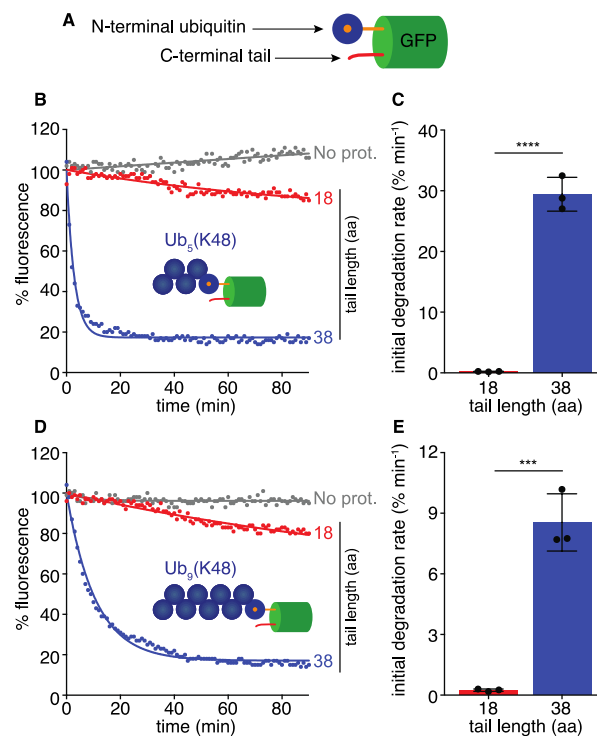 A
N-terminal ubiquitin
C-terminal tail
GFP
B
120
100
80
60
40
20
0
% fluorescence
0 20 40 60 80
time (min)
No prot.
18
38
tail length (aa)
Ub5(K48)
C
40
30
20
10
0
initial degradation rate (% min⁻¹)
****
18 38
tail length (aa)
D
120
100
80
60
40
20
0
% fluorescence
0 20 40 60 80
time (min)
No prot.
18
38
tail length (aa)
Ub9(K48)
E
12
9
6
3
0
initial degradation rate (% min⁻¹)
***
18 38
tail length (aa)